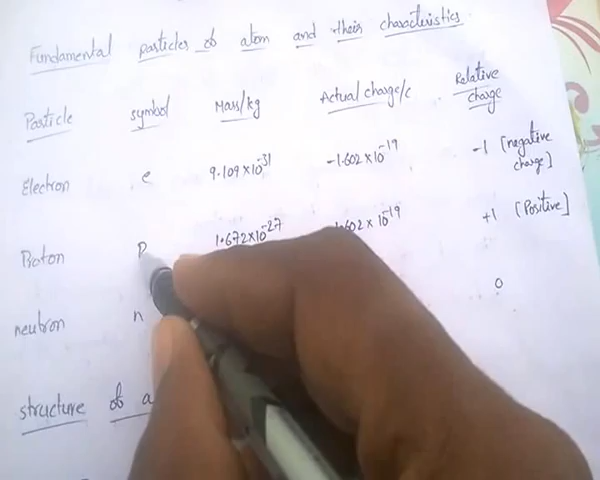 Fundamental particles of atom and their characteristics.
Particle symbol Mass/kg Actual charge/c Relative charge
Electron e 9.109×10⁻³¹ -1.602×10⁻¹⁹ -1 [negative charge]
Proton p 1.672×10⁻²⁷ .602×10⁻¹⁹ +1 [Positive]
neutron n 0
structure of a